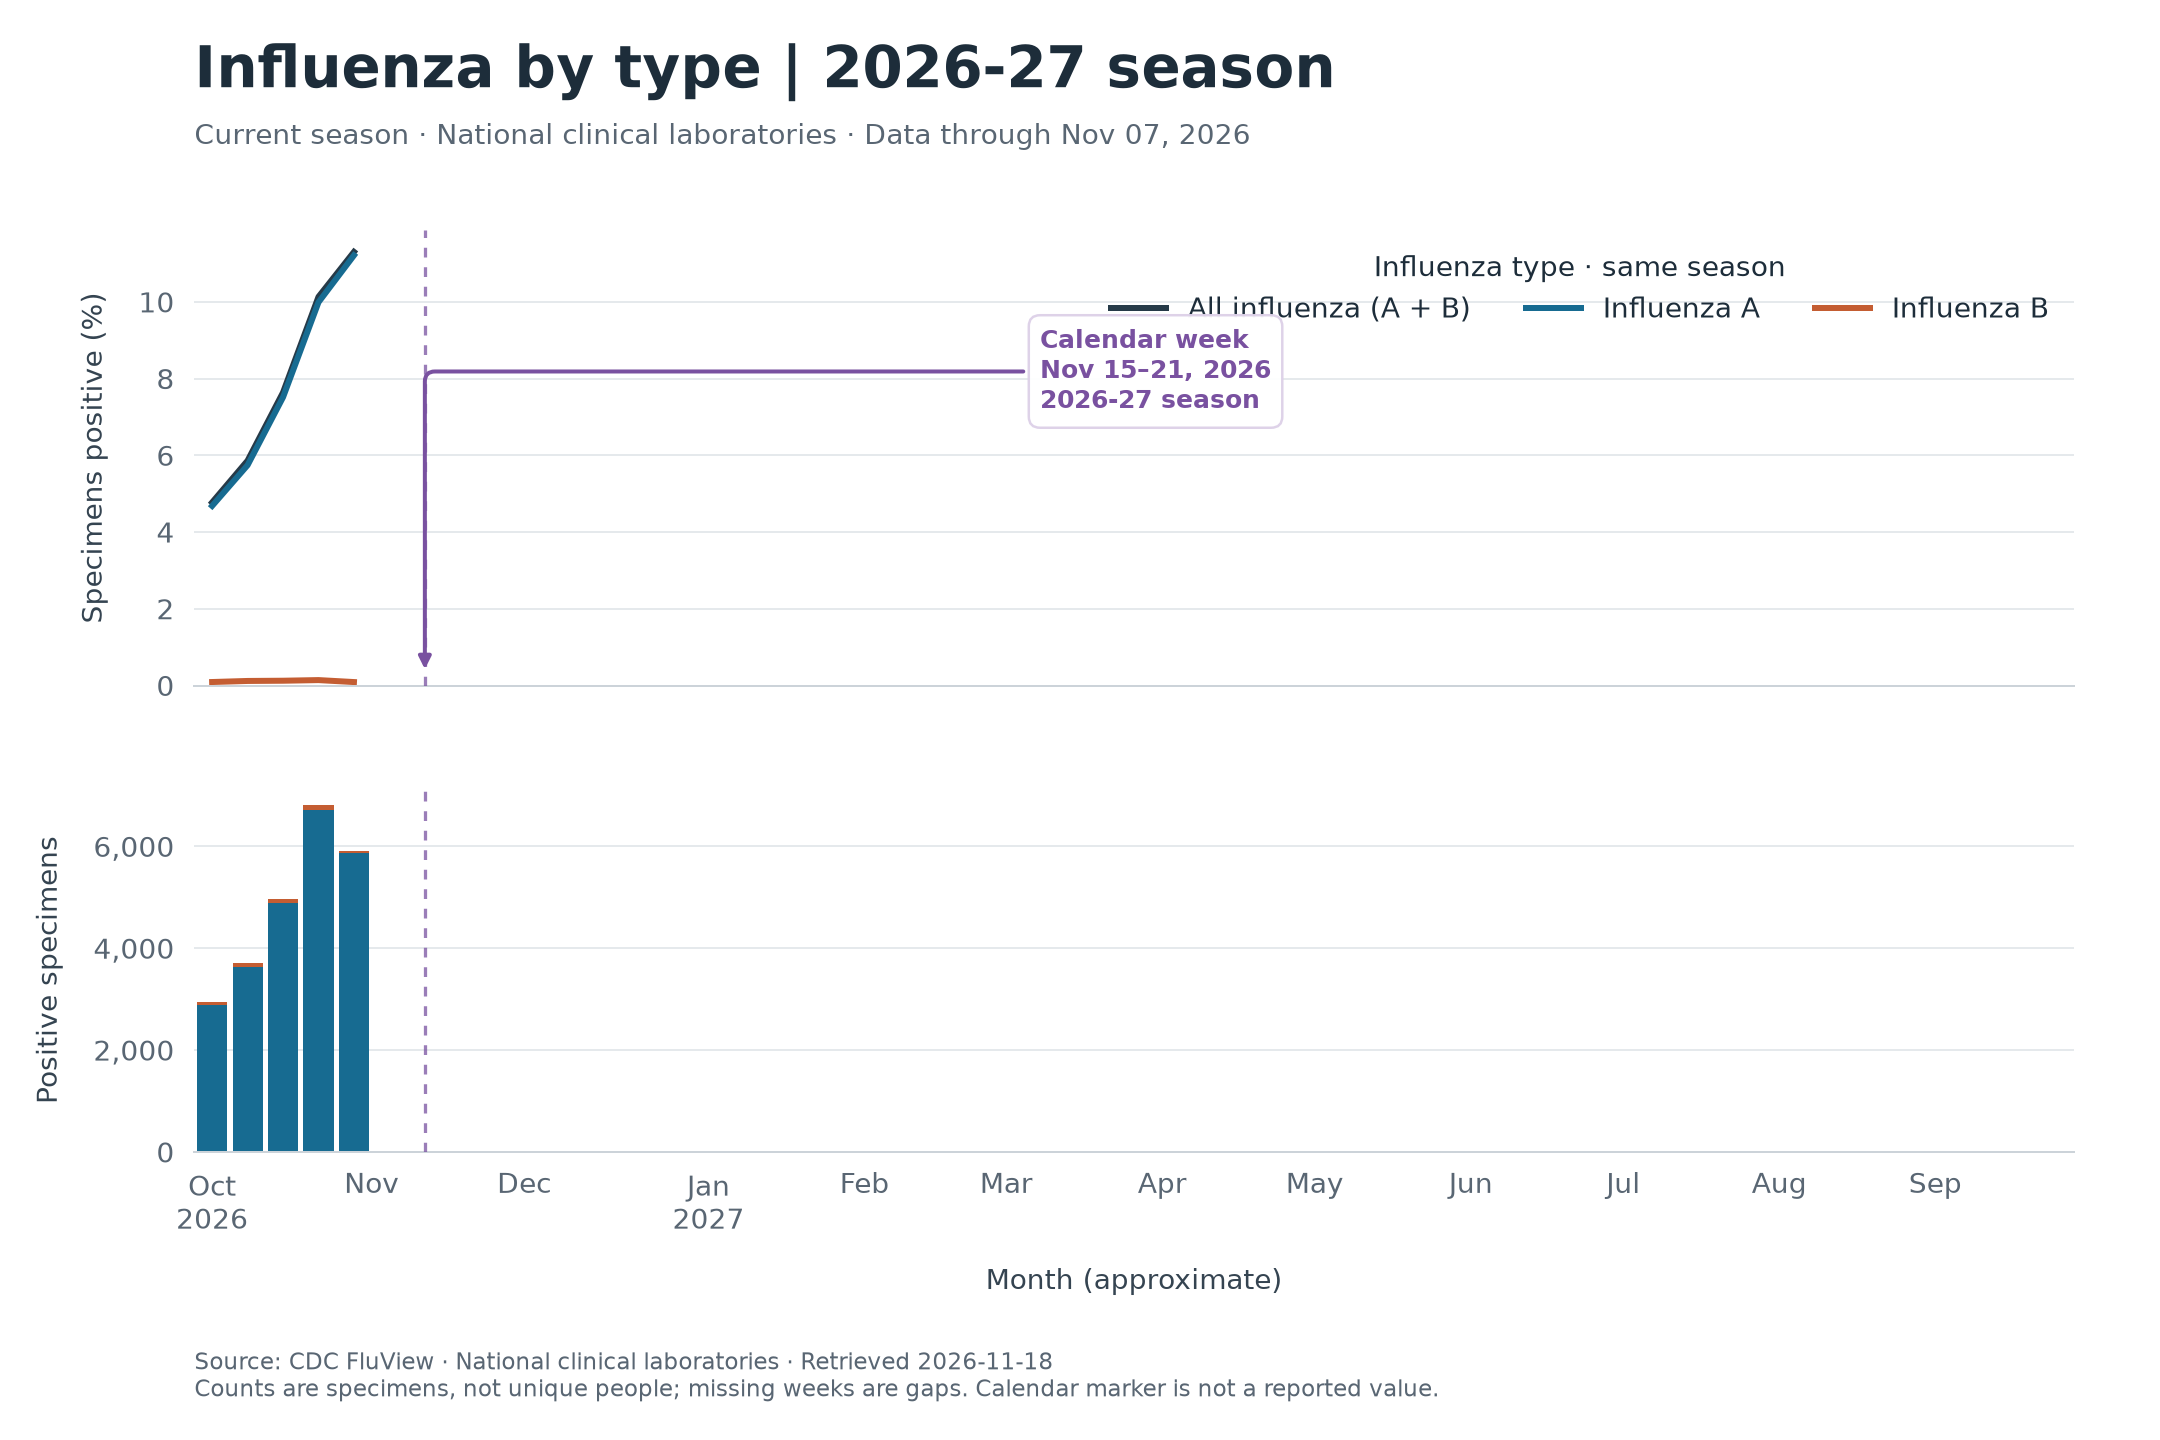 Influenza by type | 2026-27 season
Current season · National clinical laboratories · Data through Nov 07, 2026
Influenza type · same season
All influenza (A + B)
Influenza A
Influenza B
Calendar week
Nov 15–21, 2026
2026-27 season
Specimens positive (%)
10
8
6
4
2
0
Positive specimens
6,000
4,000
2,000
0
Oct
2026
Nov
Dec
Jan
2027
Feb
Mar
Apr
May
Jun
Jul
Aug
Sep
Month (approximate)
Source: CDC FluView · National clinical laboratories · Retrieved 2026-11-18
Counts are specimens, not unique people; missing weeks are gaps. Calendar marker is not a reported value.